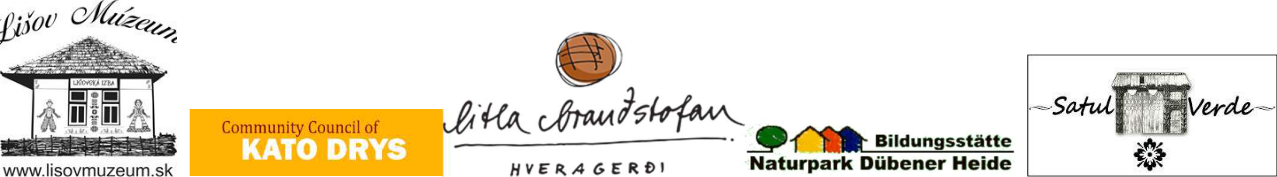 Lišov Múzeum
LIŠOVSKÁ IZBA
www.lisovmuzeum.sk
Community Council of
KATO DRYS
litla brauðstofan
HVERAGERÐI
Bildungsstätte
Naturpark Dübener Heide
Satul Verde